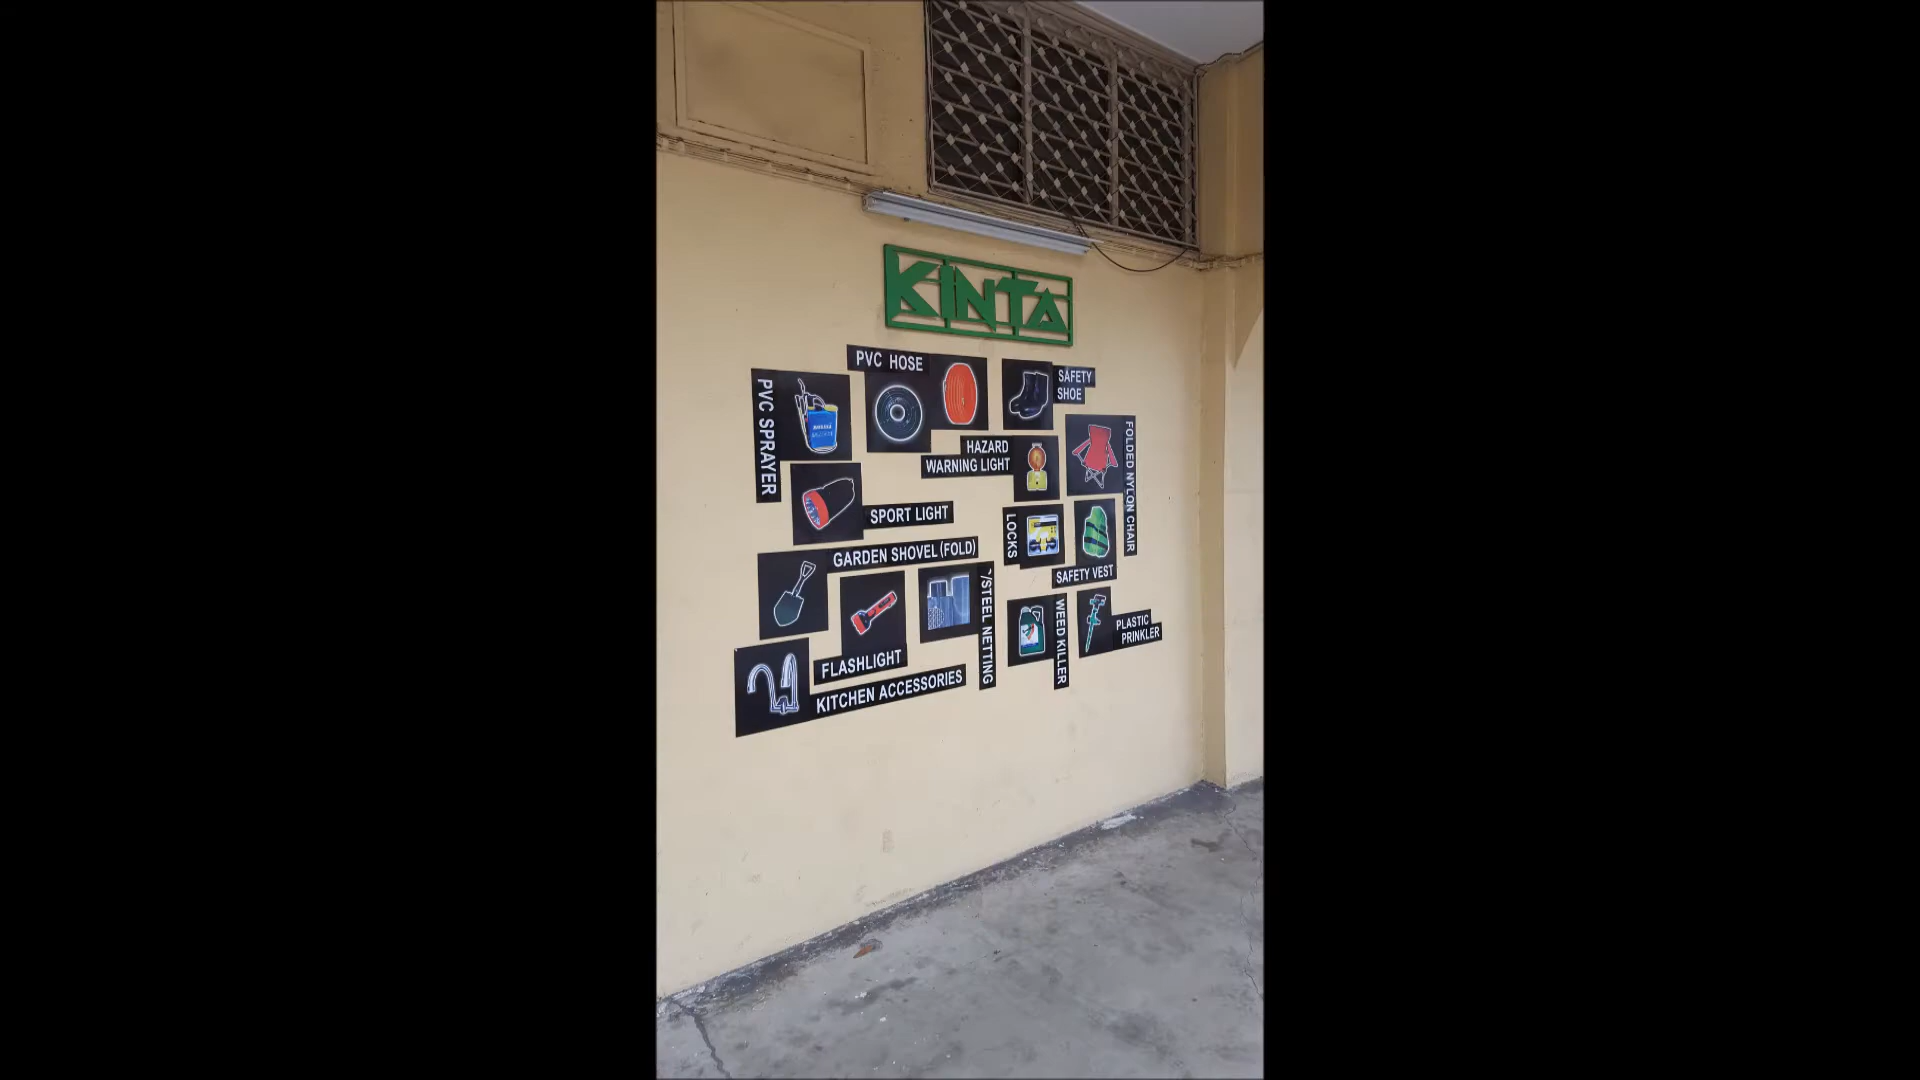 KINTA
PVC HOSE
SAFETY
SHOE
PVC SPRAYER
HAZARD
WARNING LIGHT
FOLDED NYLON CHAIR
SPORT LIGHT
LOCKS
GARDEN SHOVEL (FOLD)
SAFETY VEST
/STEEL NETTING
WEED KILLER
PLASTIC
PRINKLER
FLASHLIGHT
KITCHEN ACCESSORIES